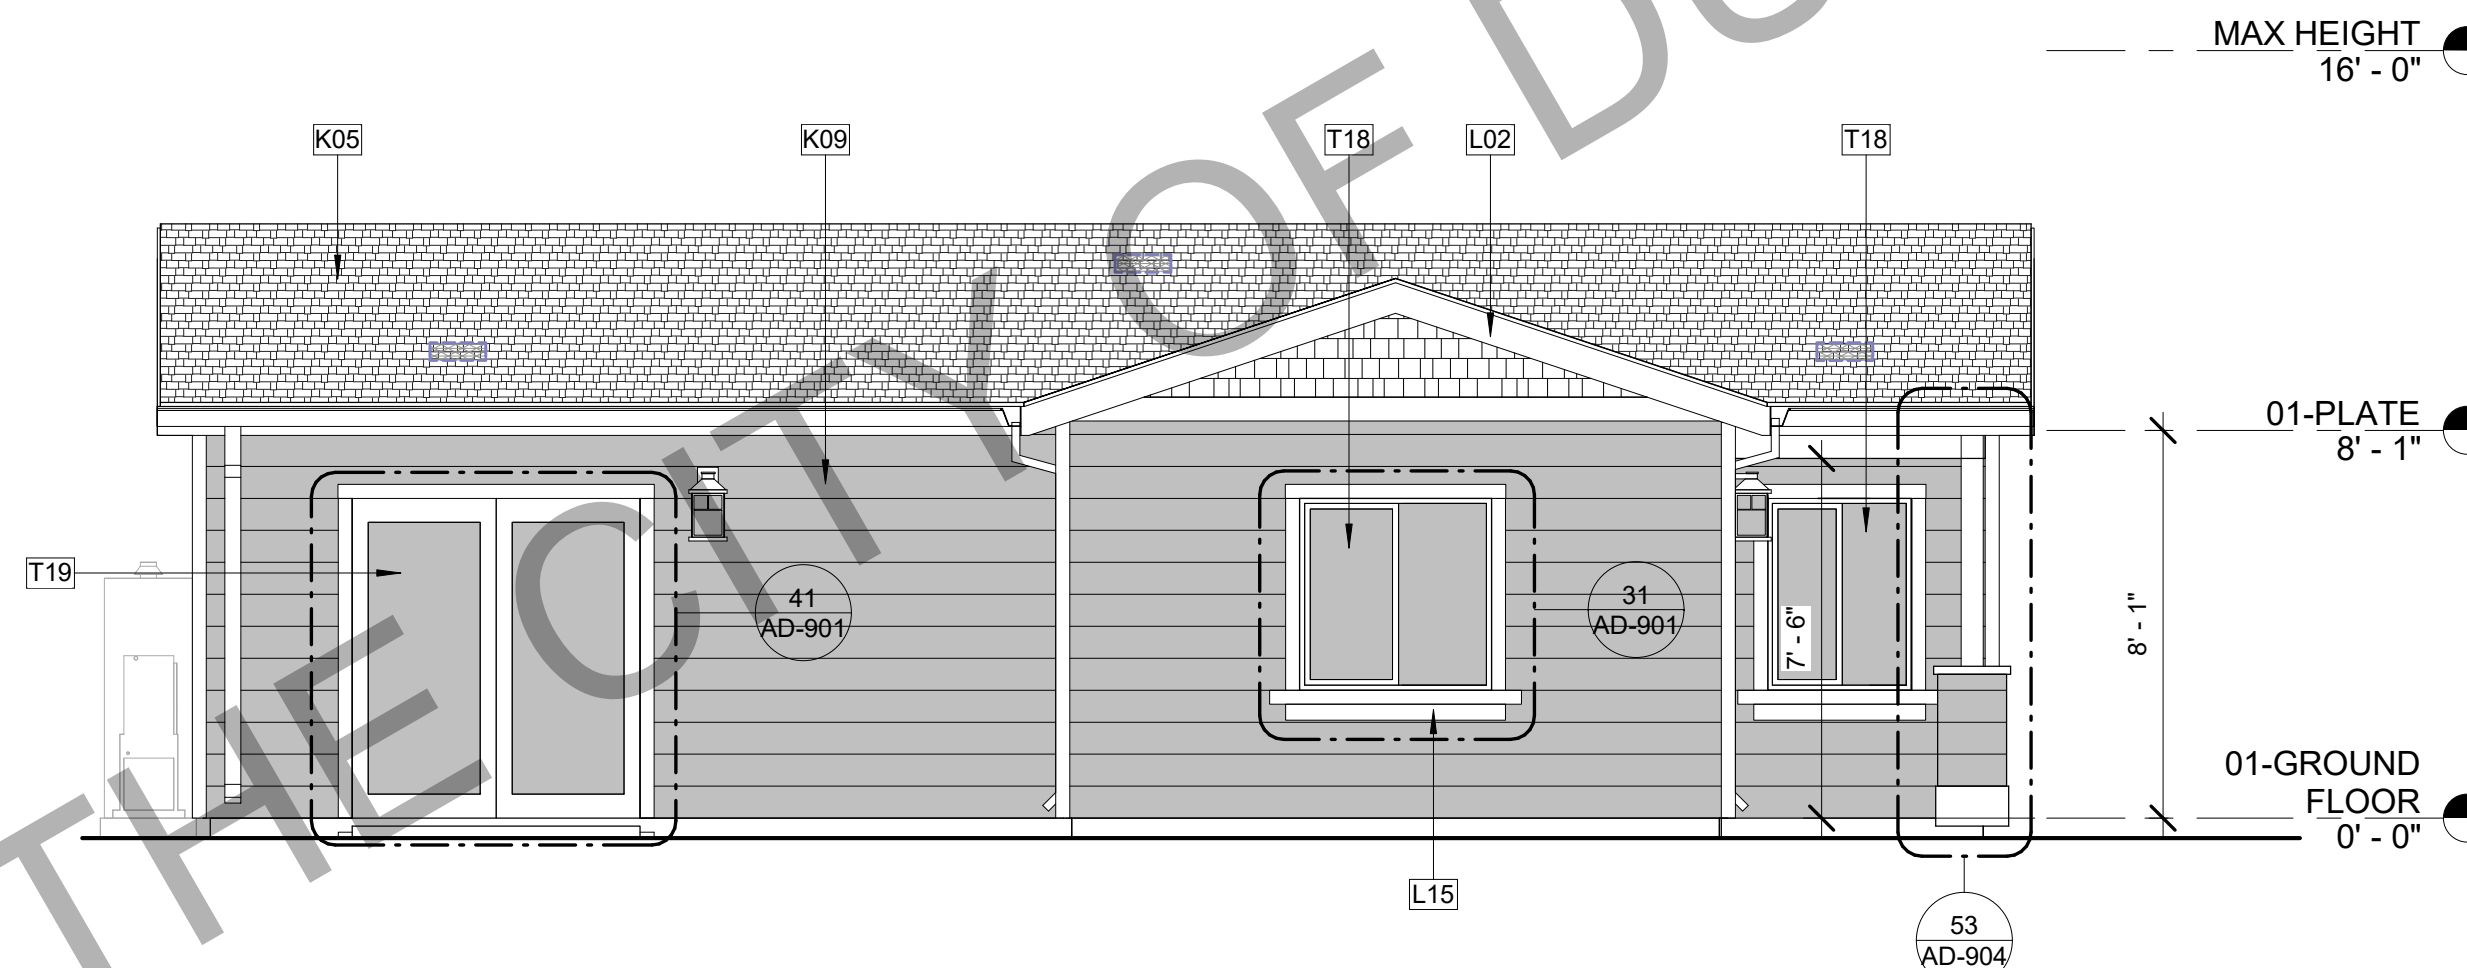 MAX HEIGHT
16' - 0"
K05
K09
T18
L02
T18
01-PLATE
8' - 1"
T19
41
AD-901
31
AD-901
7' - 6"
8' - 1"
01-GROUND
FLOOR
0' - 0"
L15
53
AD-904
THE CITY OF